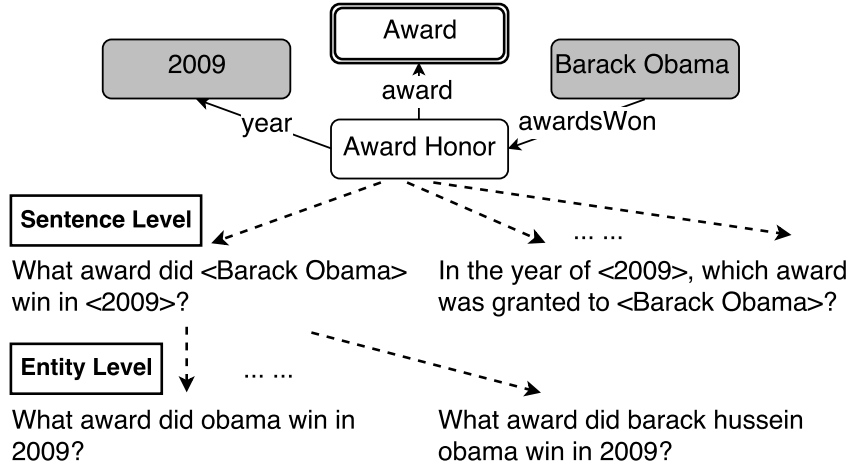 Award
2009
Barack Obama
award
year
awardsWon
Award Honor
Sentence Level
... ...
What award did <Barack Obama>
win in <2009>?
In the year of <2009>, which award
was granted to <Barack Obama>?
Entity Level
... ...
What award did obama win in
2009?
What award did barack hussein
obama win in 2009?